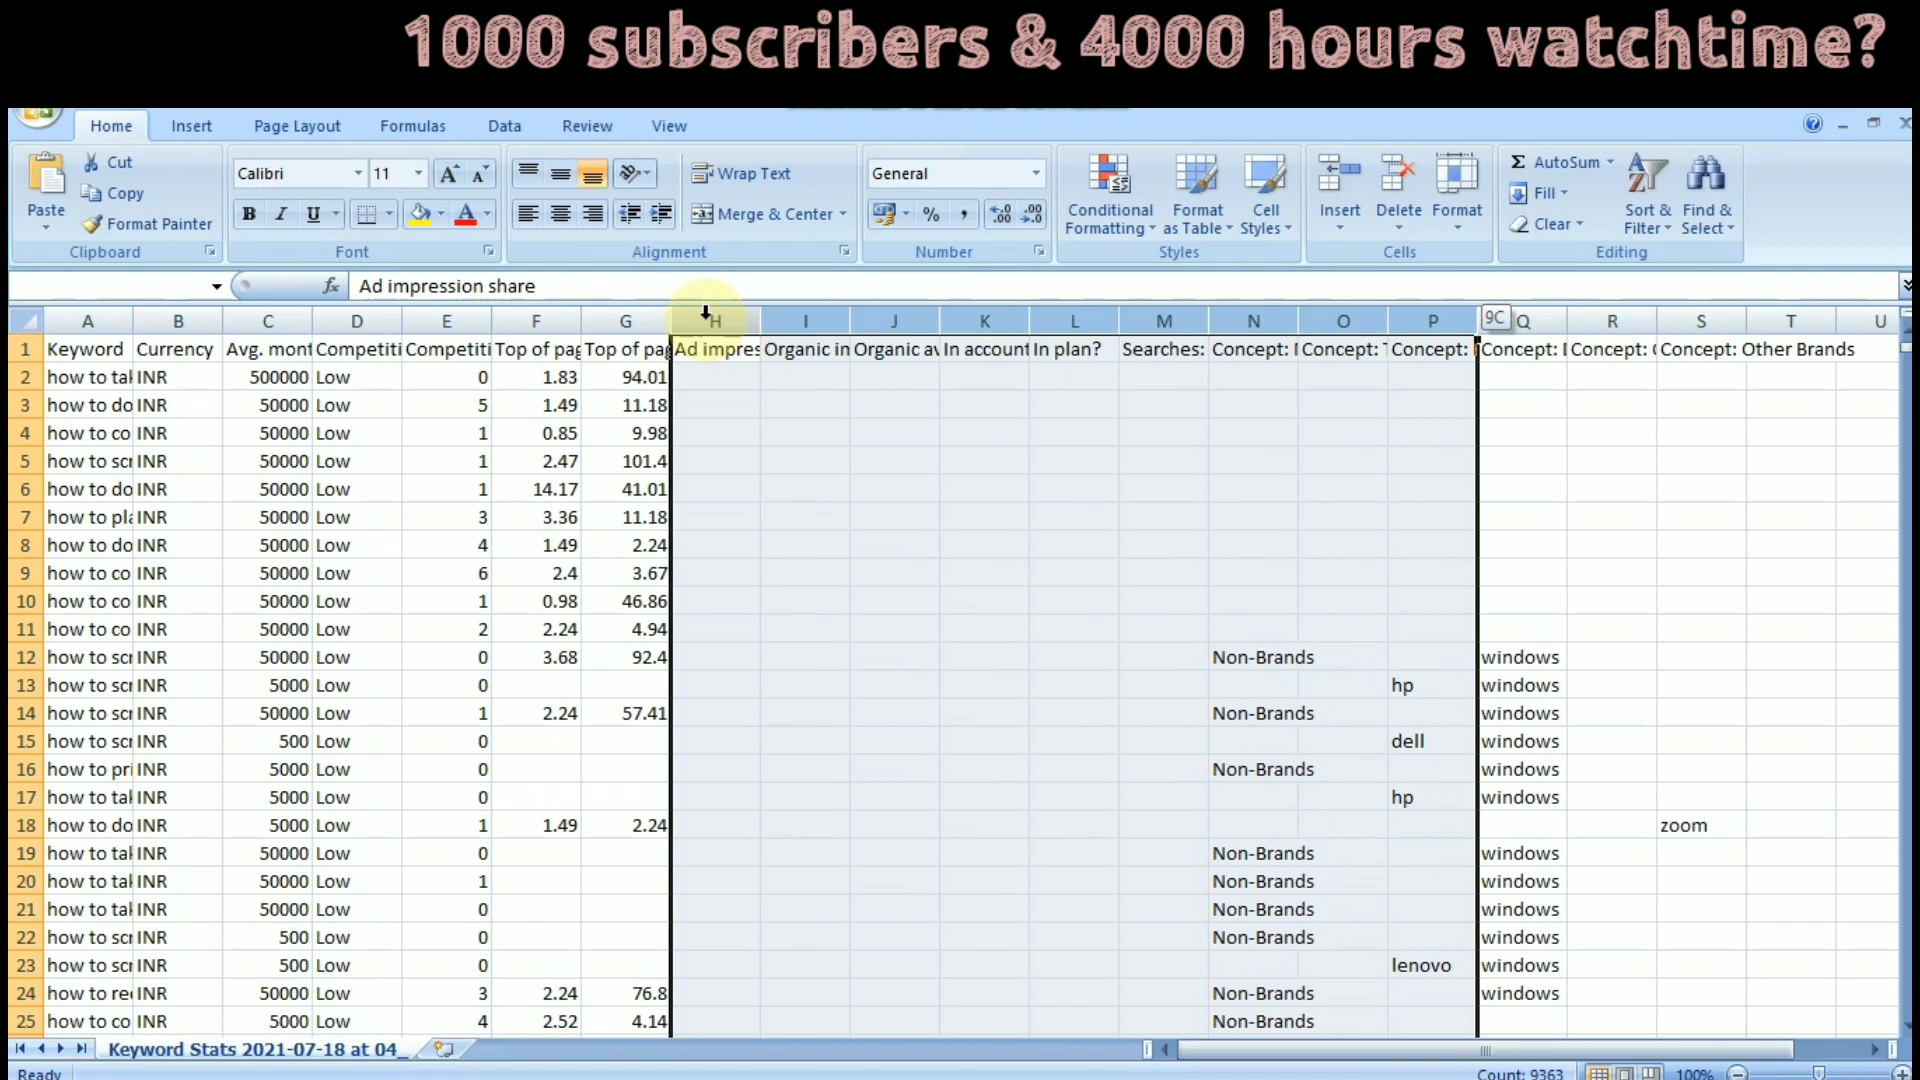 1000 subscribers & 4000 hours watchtime?
Home Insert Page Layout Formulas Data Review View
Cut
Copy
Format Painter
Paste
Clipboard
Calibri 11
B I U
Font
Wrap Text
Merge & Center
Alignment
General
%
Number
Conditional Formatting
Format as Table
Cell Styles
Styles
Insert Delete Format
Cells
Σ AutoSum
Fill
Clear
Sort & Filter
Find & Select
Editing
fx Ad impression share
A B C D E F G H I J K L M N O P 9C Q R S T U
1 Keyword Currency Avg. mont Competiti Competiti Top of pag Top of pag Ad impres Organic in Organic av In account In plan? Searches: Concept: Concept: Concept: Concept: Concept: Concept: Other Brands
2 how to tak INR 500000 Low 0 1.83 94.01
3 how to do INR 50000 Low 5 1.49 11.18
4 how to co INR 50000 Low 1 0.85 9.98
5 how to scr INR 50000 Low 1 2.47 101.4
6 how to do INR 50000 Low 1 14.17 41.01
7 how to pla INR 50000 Low 3 3.36 11.18
8 how to do INR 50000 Low 4 1.49 2.24
9 how to co INR 50000 Low 6 2.4 3.67
10 how to co INR 50000 Low 1 0.98 46.86
11 how to co INR 50000 Low 2 2.24 4.94
12 how to scr INR 50000 Low 0 3.68 92.4 Non-Brands windows
13 how to scr INR 5000 Low 0 hp windows
14 how to scr INR 50000 Low 1 2.24 57.41 Non-Brands windows
15 how to scr INR 500 Low 0 dell windows
16 how to pri INR 5000 Low 0 Non-Brands windows
17 how to tak INR 5000 Low 0 hp windows
18 how to do INR 5000 Low 1 1.49 2.24 zoom
19 how to tak INR 50000 Low 0 Non-Brands windows
20 how to tak INR 50000 Low 1 Non-Brands windows
21 how to tak INR 50000 Low 0 Non-Brands windows
22 how to scr INR 500 Low 0 Non-Brands windows
23 how to scr INR 500 Low 0 lenovo windows
24 how to rec INR 50000 Low 3 2.24 76.8 Non-Brands windows
25 how to co INR 5000 Low 4 2.52 4.14 Non-Brands
Keyword Stats 2021-07-18 at 04_
Ready Count: 9363 100%